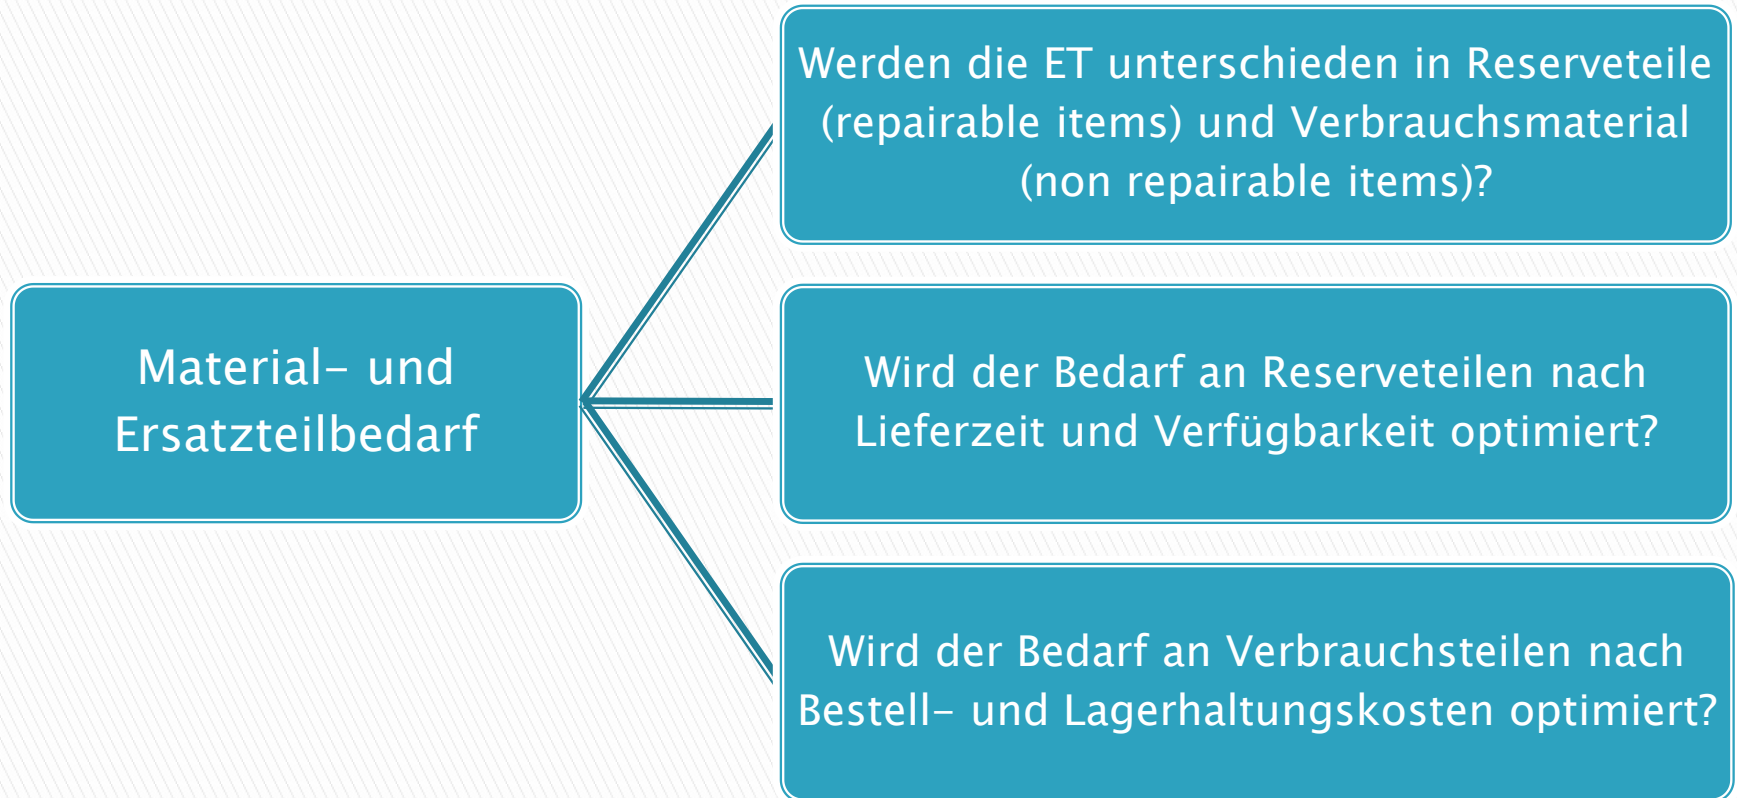 Material- und
Ersatzteilbedarf
Werden die ET unterschieden in Reserveteile
(repairable items) und Verbrauchsmaterial
(non repairable items)?
Wird der Bedarf an Reserveteilen nach
Lieferzeit und Verfügbarkeit optimiert?
Wird der Bedarf an Verbrauchsteilen nach
Bestell- und Lagerhaltungskosten optimiert?